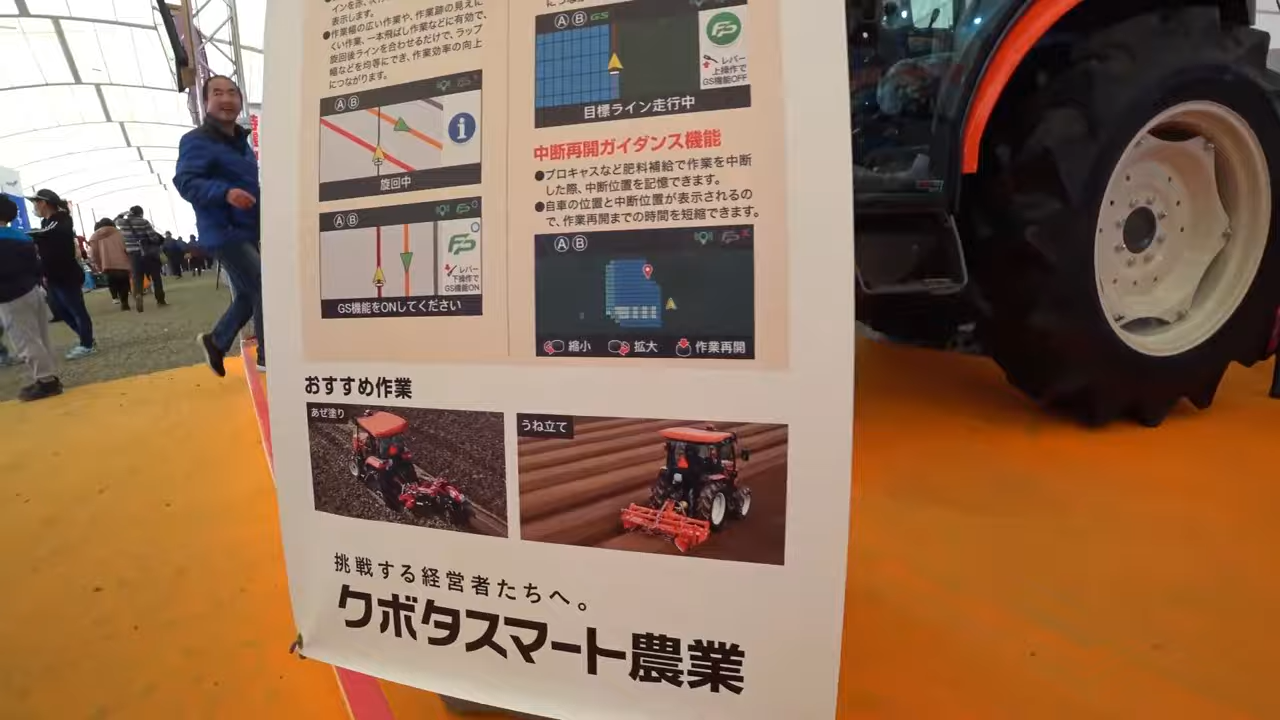 表示します。
●作業幅の広い作業や、作業跡の見えに
くい作業、一本飛ばし作業などに有効で、
旋回後ラインを合わせるだけで、ラップ
幅などを均等にでき、作業効率の向上
につながります。
Ⓐ Ⓑ
旋回中
Ⓐ Ⓑ
レバー
下操作で
GS機能ON
GS機能をONしてください
Ⓐ Ⓑ GS
レバー
上操作で
GS機能OFF
目標ライン走行中
中断再開ガイダンス機能
●ブロキャスなど肥料補給で作業を中断
した際、中断位置を記憶できます。
●自車の位置と中断位置が表示されるの
で、作業再開までの時間を短縮できます。
Ⓐ Ⓑ
縮小 拡大 作業再開
おすすめ作業
あぜ塗り
うね立て
挑戦する経営者たちへ。
クボタスマート農業